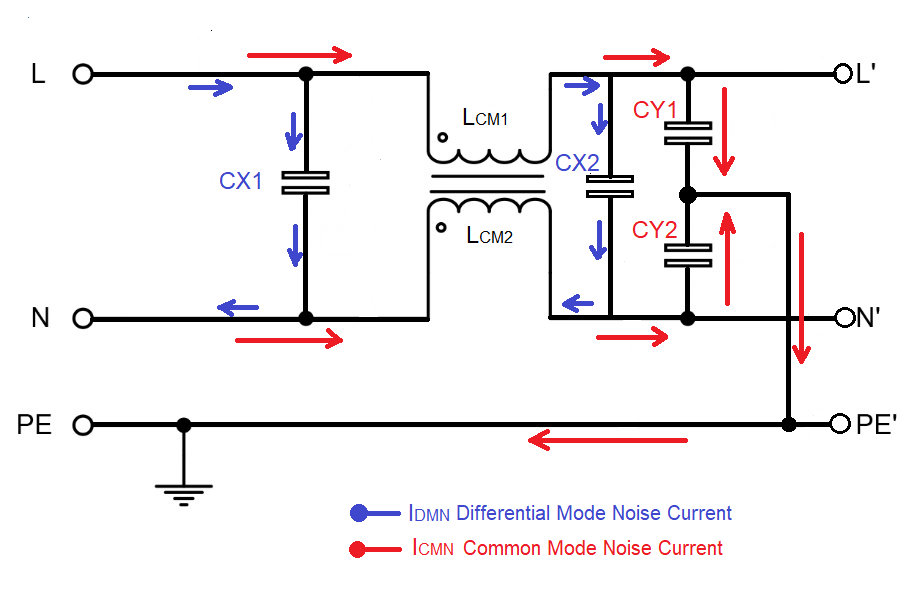 L
L'
LCM1
CY1
CX1
CX2
LCM2
CY2
N
N'
PE
PE'
IDMN Differential Mode Noise Current
ICMN Common Mode Noise Current